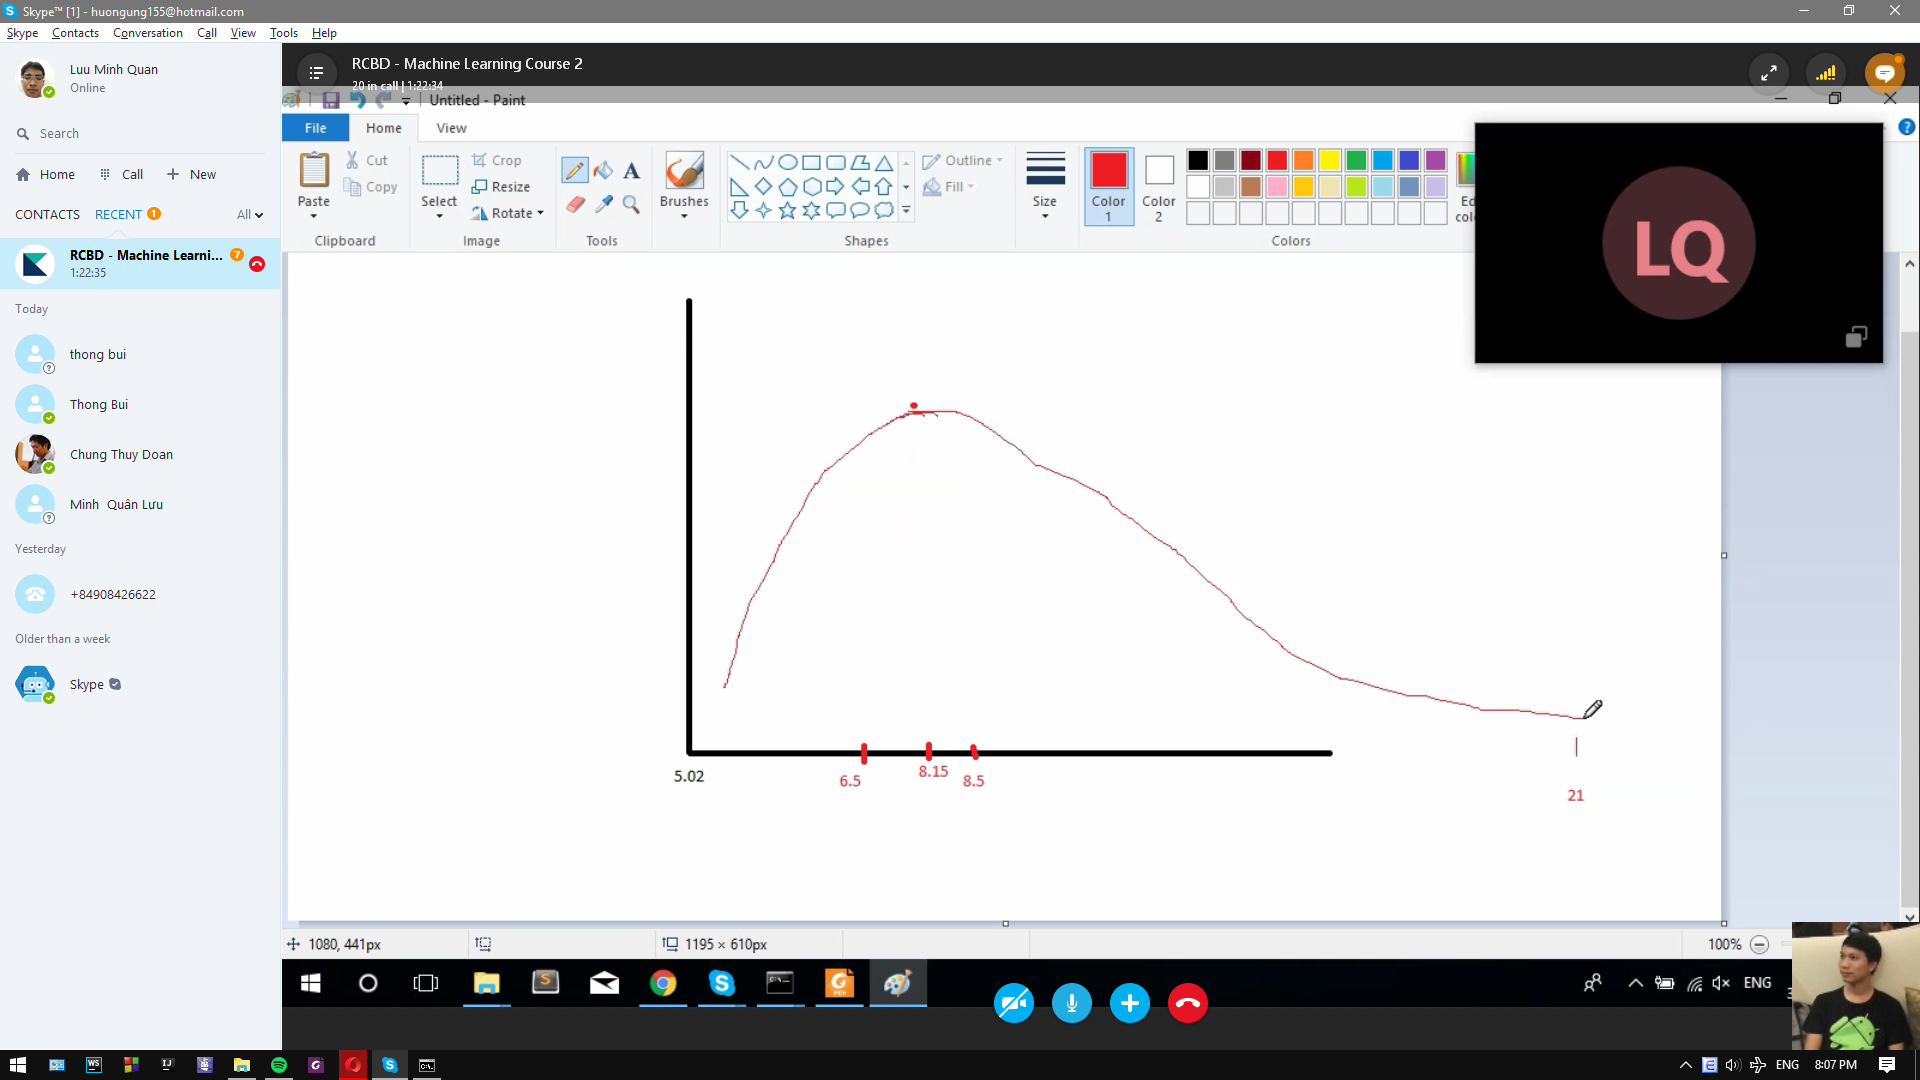 Skype™ [1] - huongung155@hotmail.com
Skype Contacts Conversation Call View Tools Help
Luu Minh Quan
Online
Search
Home Call New
CONTACTS RECENT 1 All
RCBD - Machine Learni... 7
1:22:35
Today
thong bui
Thong Bui
Chung Thuy Doan
Minh Quân Lưu
Yesterday
+84908426622
Older than a week
Skype
RCBD - Machine Learning Course 2
20 in call | 1:22:34
Untitled - Paint
File Home View
Paste
Cut
Copy
Clipboard
Select
Crop
Resize
Rotate
Image
A
Tools
Brushes
Shapes
Outline
Fill
Size
Color 1
Color 2
Colors
Ed
col
LQ
5.02
6.5
8.15
8.5
21
1080, 441px
1195 × 610px
100%
PDF
ENG
WS
IJ
ENG 8:07 PM